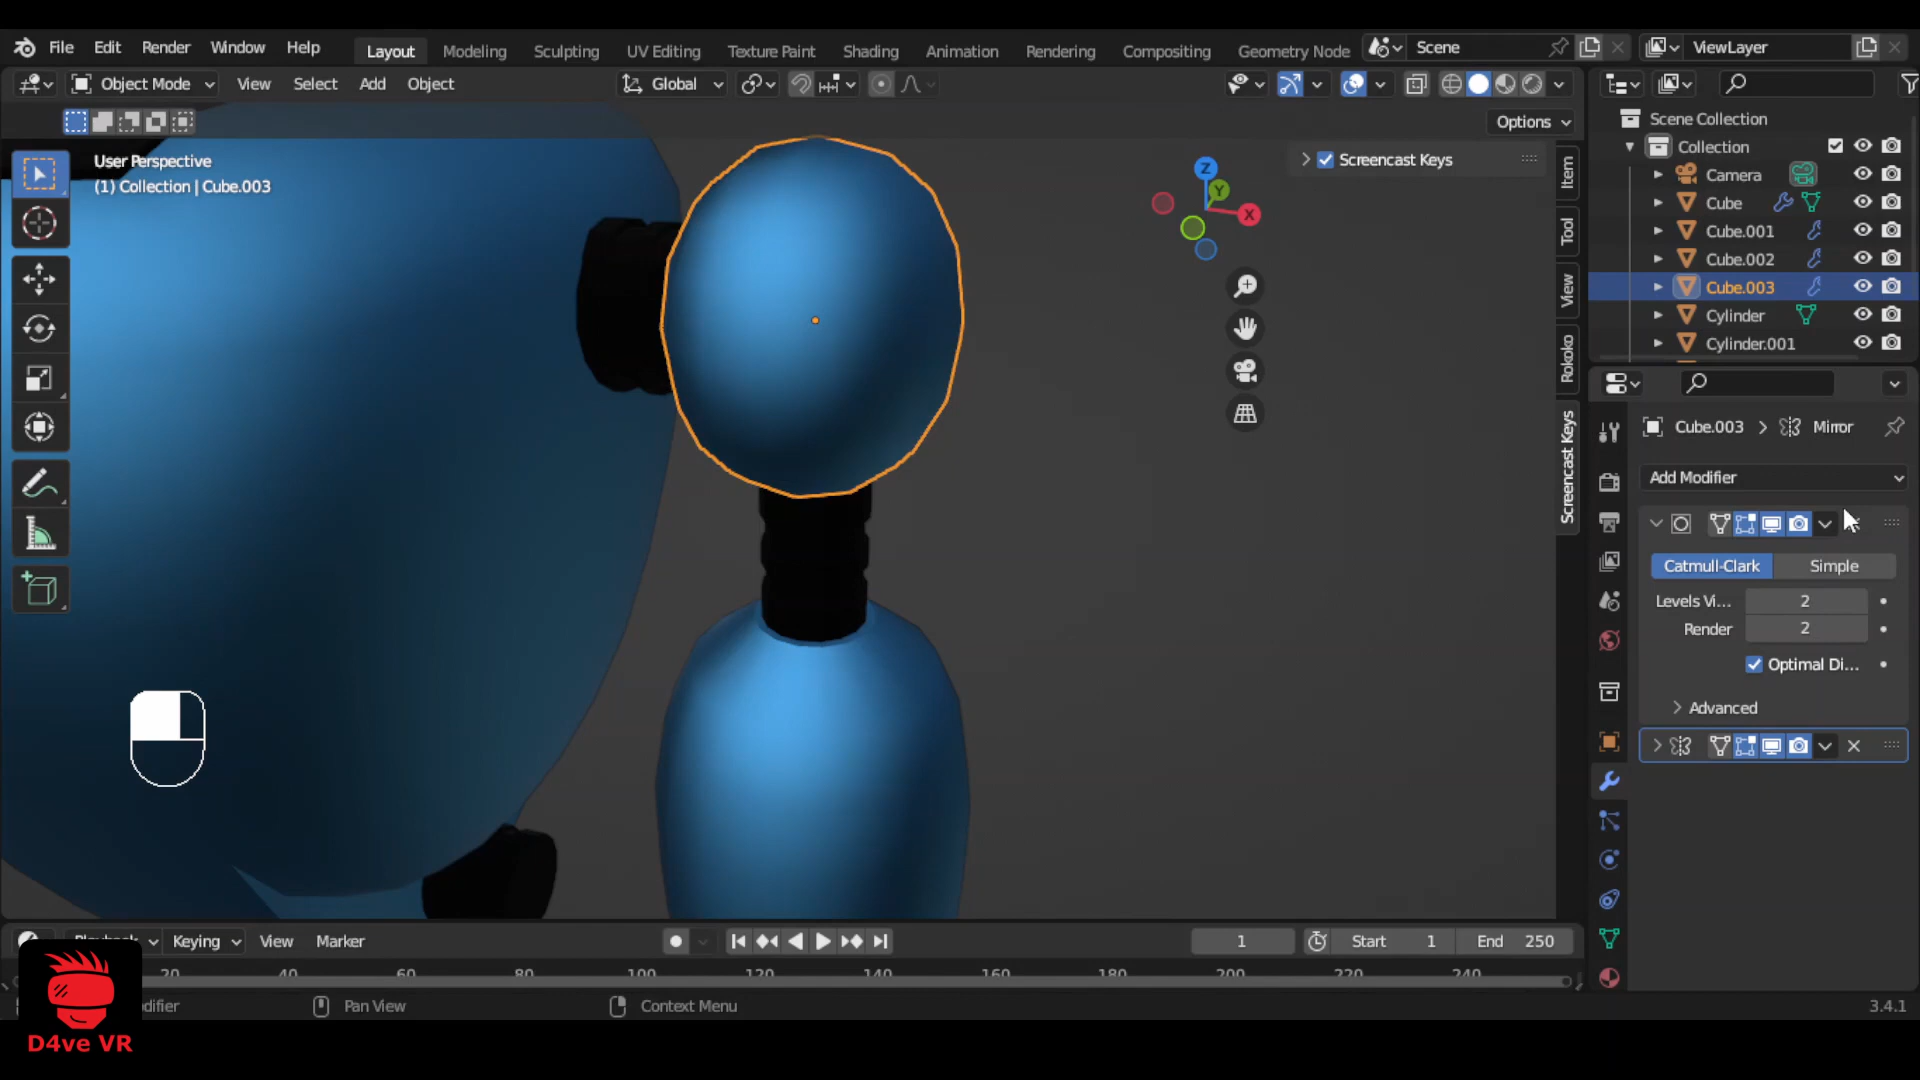 File Edit Render Window Help Layout Modeling Sculpting UV Editing Texture Paint Shading Animation Rendering Compositing Geometry Node Scene ViewLayer
Object Mode View Select Add Object Global
Options
User Perspective
(1) Collection | Cube.003
Screencast Keys
Z
Y
X
Item
Tool
View
Rokoko
Screencast Keys
Scene Collection
Collection
Camera
Cube
Cube.001
Cube.002
Cube.003
Cylinder
Cylinder.001
Cube.003 Mirror
Add Modifier
Catmull-Clark Simple
Levels Vi... 2
Render 2
Optimal Di...
Advanced
Playback Keying View Marker 1 Start 1 End 250
20 40 60 80 100 120 140 160 180 200 220 240
difier Pan View Context Menu 3.4.1
D4ve VR